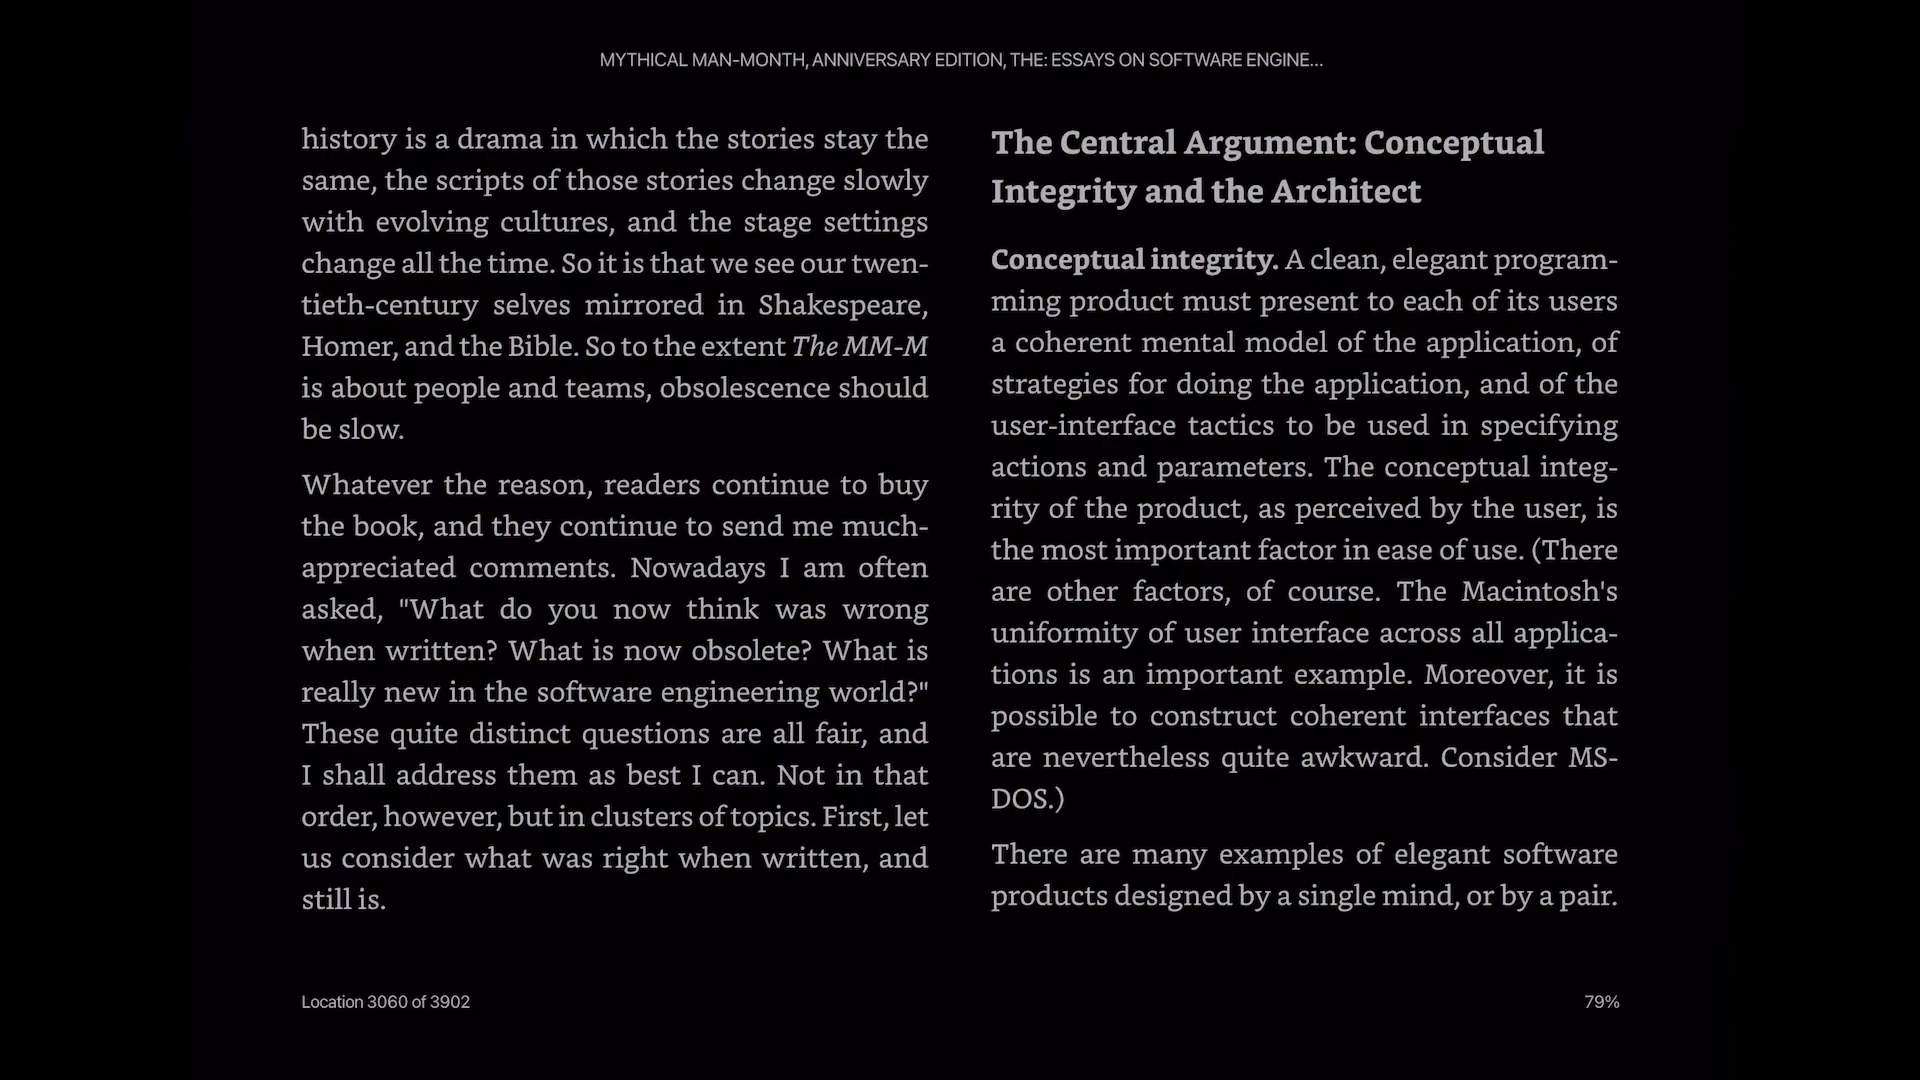 MYTHICAL MAN-MONTH, ANNIVERSARY EDITION, THE: ESSAYS ON SOFTWARE ENGINE...
history is a drama in which the stories stay the
same, the scripts of those stories change slowly
with evolving cultures, and the stage settings
change all the time. So it is that we see our twen-
tieth-century selves mirrored in Shakespeare,
Homer, and the Bible. So to the extent The MM-M
is about people and teams, obsolescence should
be slow.
Whatever the reason, readers continue to buy
the book, and they continue to send me much-
appreciated comments. Nowadays I am often
asked, "What do you now think was wrong
when written? What is now obsolete? What is
really new in the software engineering world?"
These quite distinct questions are all fair, and
I shall address them as best I can. Not in that
order, however, but in clusters of topics. First, let
us consider what was right when written, and
still is.
The Central Argument: Conceptual
Integrity and the Architect
Conceptual integrity. A clean, elegant program-
ming product must present to each of its users
a coherent mental model of the application, of
strategies for doing the application, and of the
user-interface tactics to be used in specifying
actions and parameters. The conceptual integ-
rity of the product, as perceived by the user, is
the most important factor in ease of use. (There
are other factors, of course. The Macintosh's
uniformity of user interface across all applica-
tions is an important example. Moreover, it is
possible to construct coherent interfaces that
are nevertheless quite awkward. Consider MS-
DOS.)
There are many examples of elegant software
products designed by a single mind, or by a pair.
Location 3060 of 3902
79%